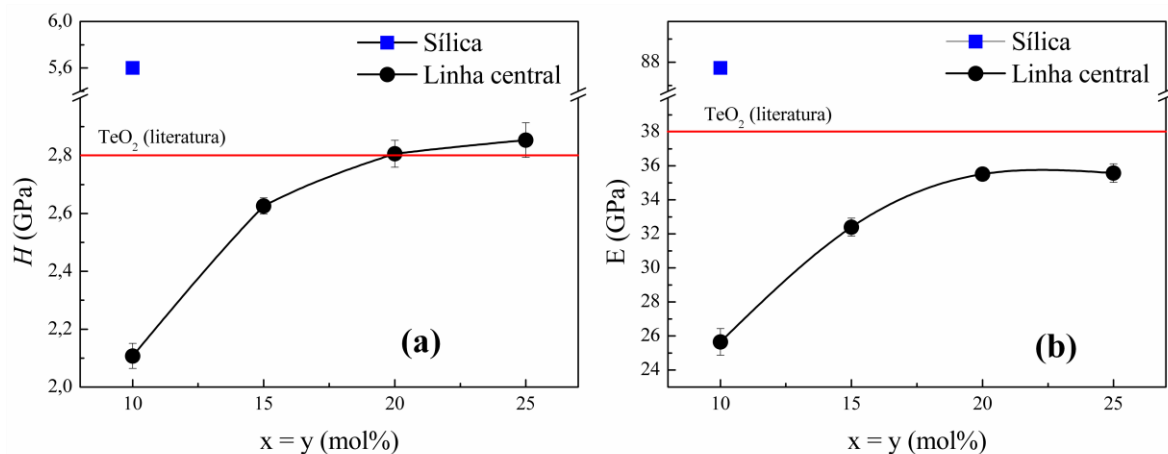 6,0
5,6
2,8
2,6
2,4
2,2
2,0
H (GPa)
Sílica
Linha central
TeO2 (literatura)
(a)
10 15 20 25
x = y (mol%)
88
38
36
34
32
30
28
26
24
E (GPa)
Sílica
Linha central
TeO2 (literatura)
(b)
10 15 20 25
x = y (mol%)